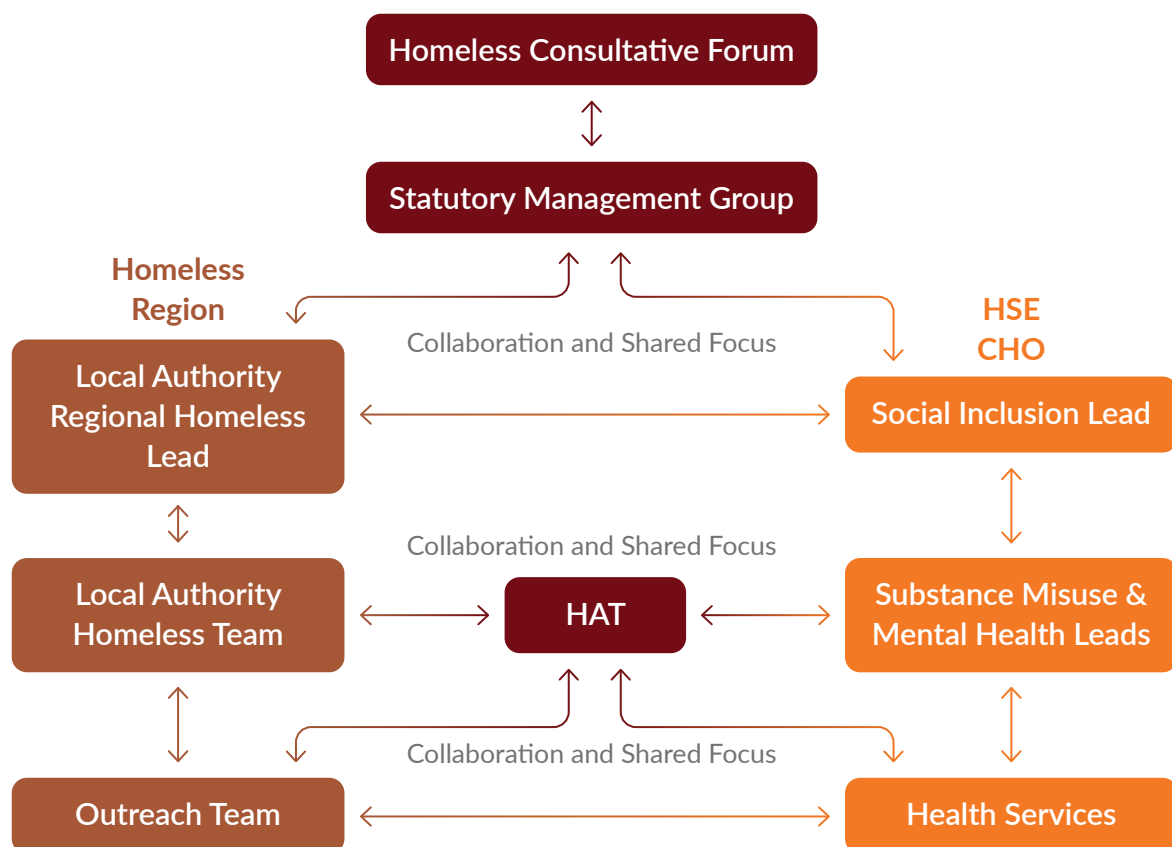 Homeless Consultative Forum
Statutory Management Group
Homeless
Region
HSE
CHO
Collaboration and Shared Focus
Local Authority
Regional Homeless
Lead
Social Inclusion Lead
Collaboration and Shared Focus
Local Authority
Homeless Team
HAT
Substance Misuse &
Mental Health Leads
Collaboration and Shared Focus
Outreach Team
Health Services